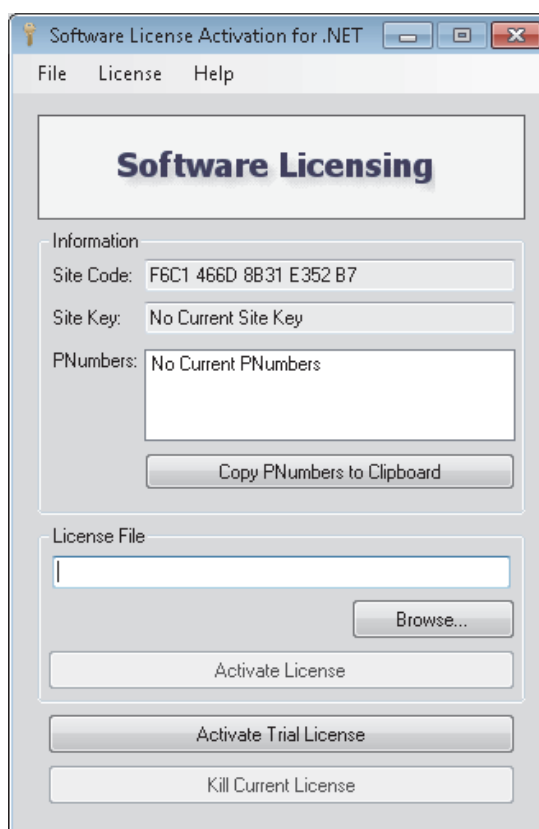 Software License Activation for .NET
File License Help
Software Licensing
Information
Site Code: F6C1 466D 8B31 E352 B7
Site Key: No Current Site Key
PNumbers: No Current PNumbers
Copy PNumbers to Clipboard
License File
Browse...
Activate License
Activate Trial License
Kill Current License